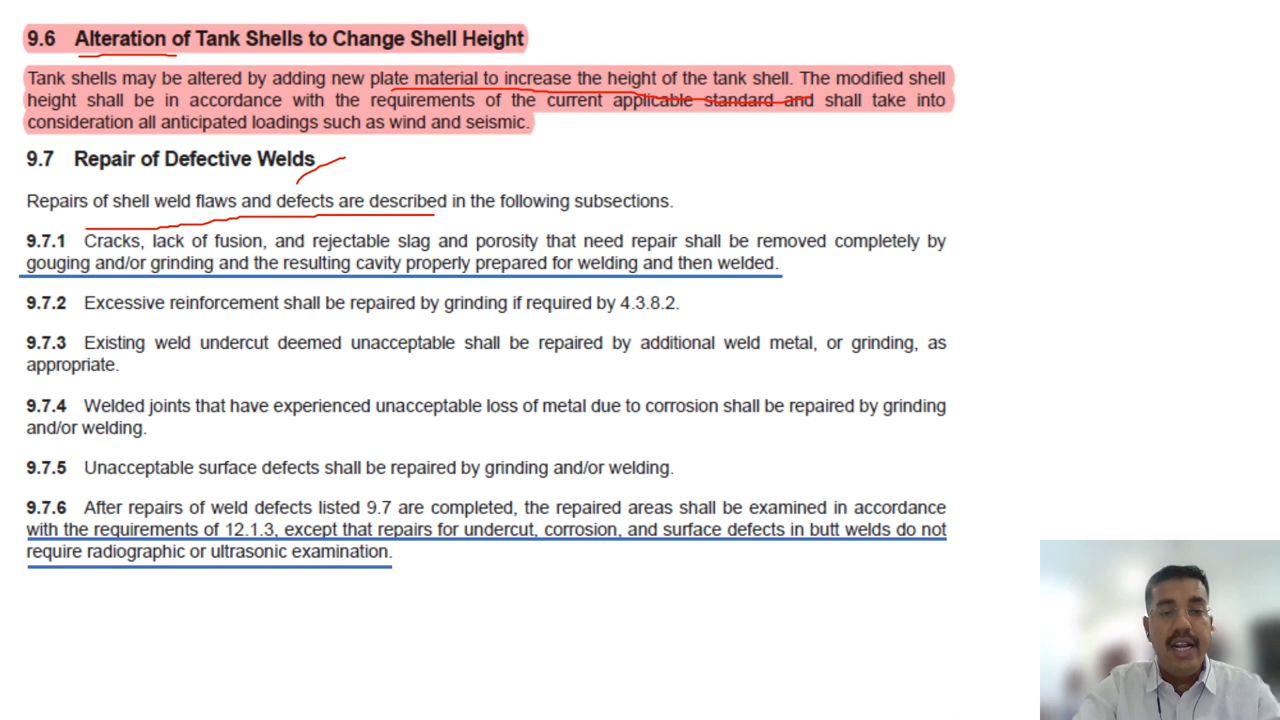 9.6 Alteration of Tank Shells to Change Shell Height
Tank shells may be altered by adding new plate material to increase the height of the tank shell. The modified shell
height shall be in accordance with the requirements of the current applicable standard and shall take into
consideration all anticipated loadings such as wind and seismic.
9.7 Repair of Defective Welds
Repairs of shell weld flaws and defects are described in the following subsections.
9.7.1 Cracks, lack of fusion, and rejectable slag and porosity that need repair shall be removed completely by
gouging and/or grinding and the resulting cavity properly prepared for welding and then welded.
9.7.2 Excessive reinforcement shall be repaired by grinding if required by 4.3.8.2.
9.7.3 Existing weld undercut deemed unacceptable shall be repaired by additional weld metal, or grinding, as
appropriate.
9.7.4 Welded joints that have experienced unacceptable loss of metal due to corrosion shall be repaired by grinding
and/or welding.
9.7.5 Unacceptable surface defects shall be repaired by grinding and/or welding.
9.7.6 After repairs of weld defects listed 9.7 are completed, the repaired areas shall be examined in accordance
with the requirements of 12.1.3, except that repairs for undercut, corrosion, and surface defects in butt welds do not
require radiographic or ultrasonic examination.